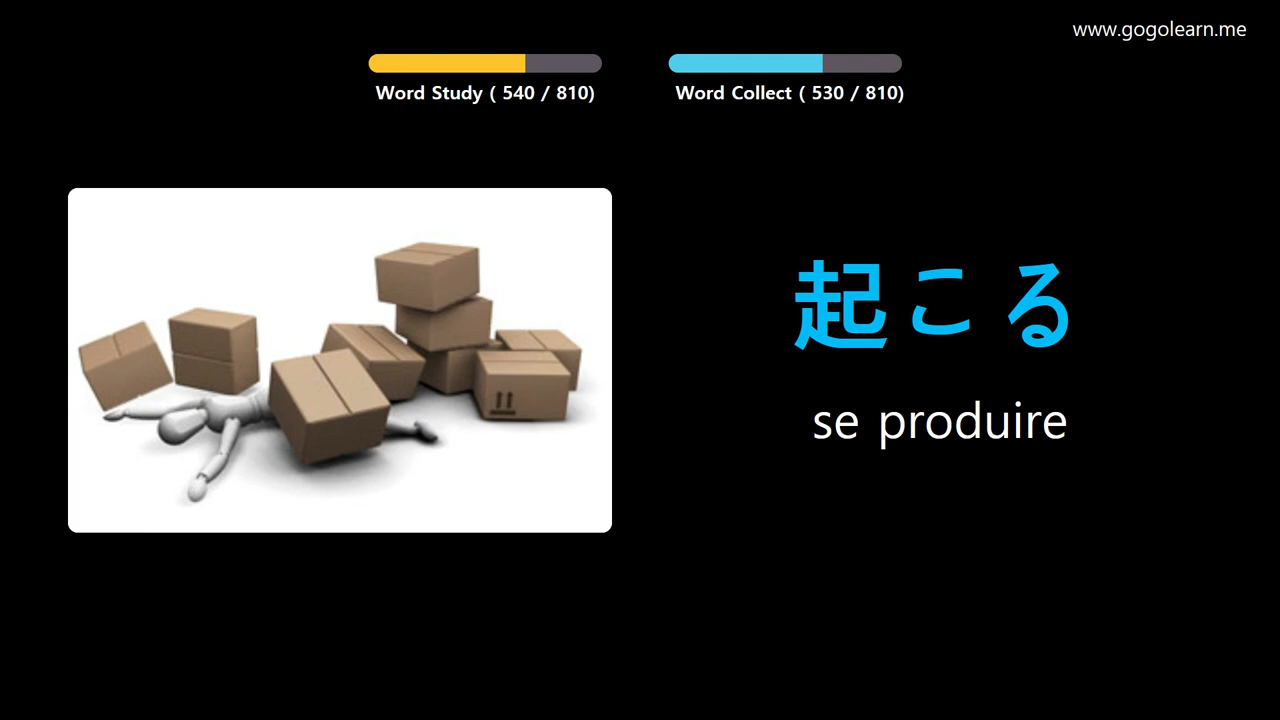 www.gogolearn.me
Word Study ( 540 / 810)
Word Collect ( 530 / 810)
起こる
se produire